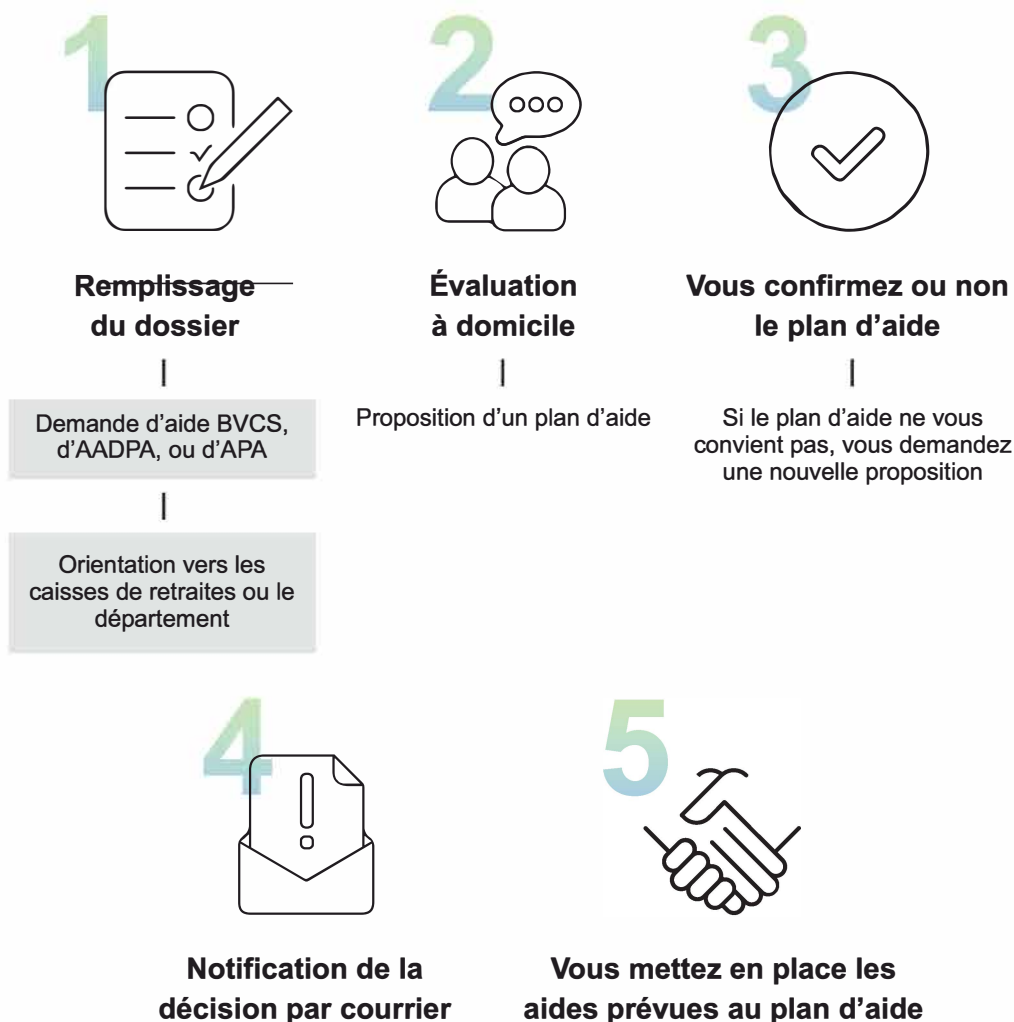 1
Remplissage
du dossier
Demande d'aide BVCS,
d'AADPA, ou d'APA
Orientation vers les
caisses de retraites ou le
département
2
Évaluation
à domicile
Proposition d'un plan d'aide
3
Vous confirmez ou non
le plan d'aide
Si le plan d'aide ne vous
convient pas, vous demandez
une nouvelle proposition
4
Notification de la
décision par courrier
5
Vous mettez en place les
aides prévues au plan d'aide